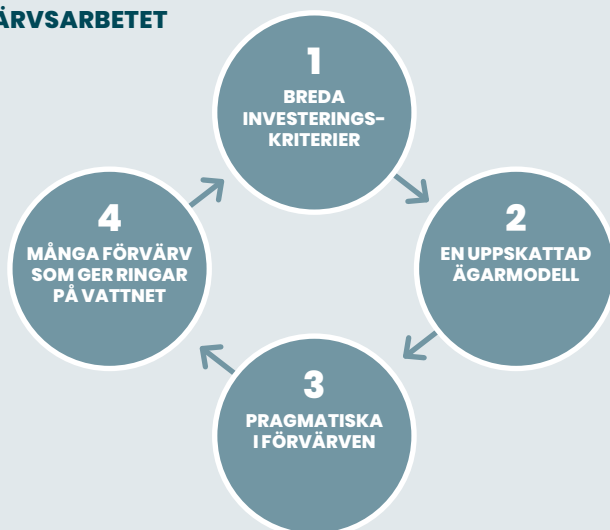 ÄRVSARBETET
1
BREDA
INVESTERINGS-
KRITERIER
2
EN UPPSKATTAD
ÄGARMODELL
3
PRAGMATISKA
I FÖRVÄRVEN
4
MÅNGA FÖRVÄRV
SOM GER RINGAR
PÅ VATTNET